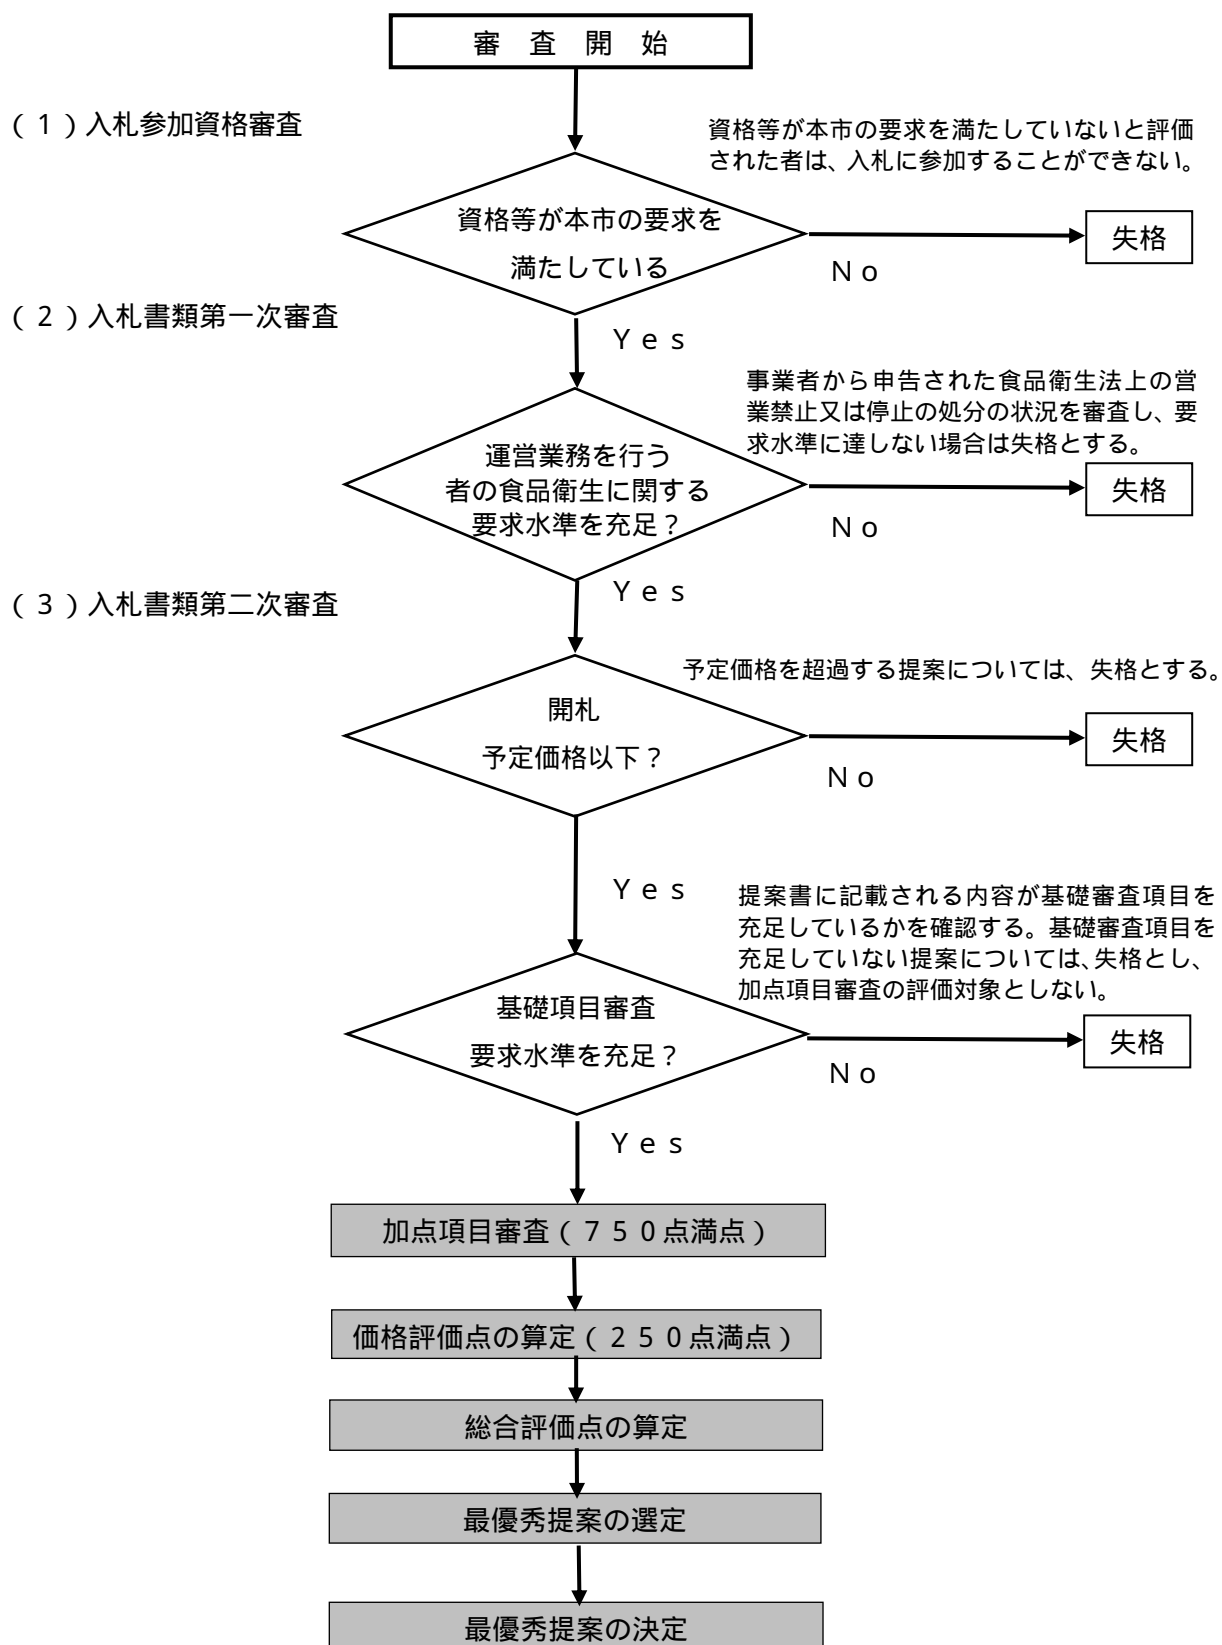 審査開始
(1)入札参加資格審査
資格等が本市の要求を満たしていないと評価
された者は、入札に参加することができない。
資格等が本市の要求を
満たしている
失格
No
(2)入札書類第一次審査
Yes
事業者から申告された食品衛生法上の営
業禁止又は停止の処分の状況を審査し、要
求水準に達しない場合は失格とする。
運営業務を行う
者の食品衛生に関する
要求水準を充足?
失格
No
Yes
(3)入札書類第二次審査
予定価格を超過する提案については、失格とする。
開札
予定価格以下?
失格
No
Yes
提案書に記載される内容が基礎審査項目を
充足しているかを確認する。基礎審査項目を
充足していない提案については、失格とし、
加点項目審査の評価対象としない。
基礎項目審査
要求水準を充足?
失格
No
Yes
加点項目審査(750点満点)
価格評価点の算定(250点満点)
総合評価点の算定
最優秀提案の選定
最優秀提案の決定